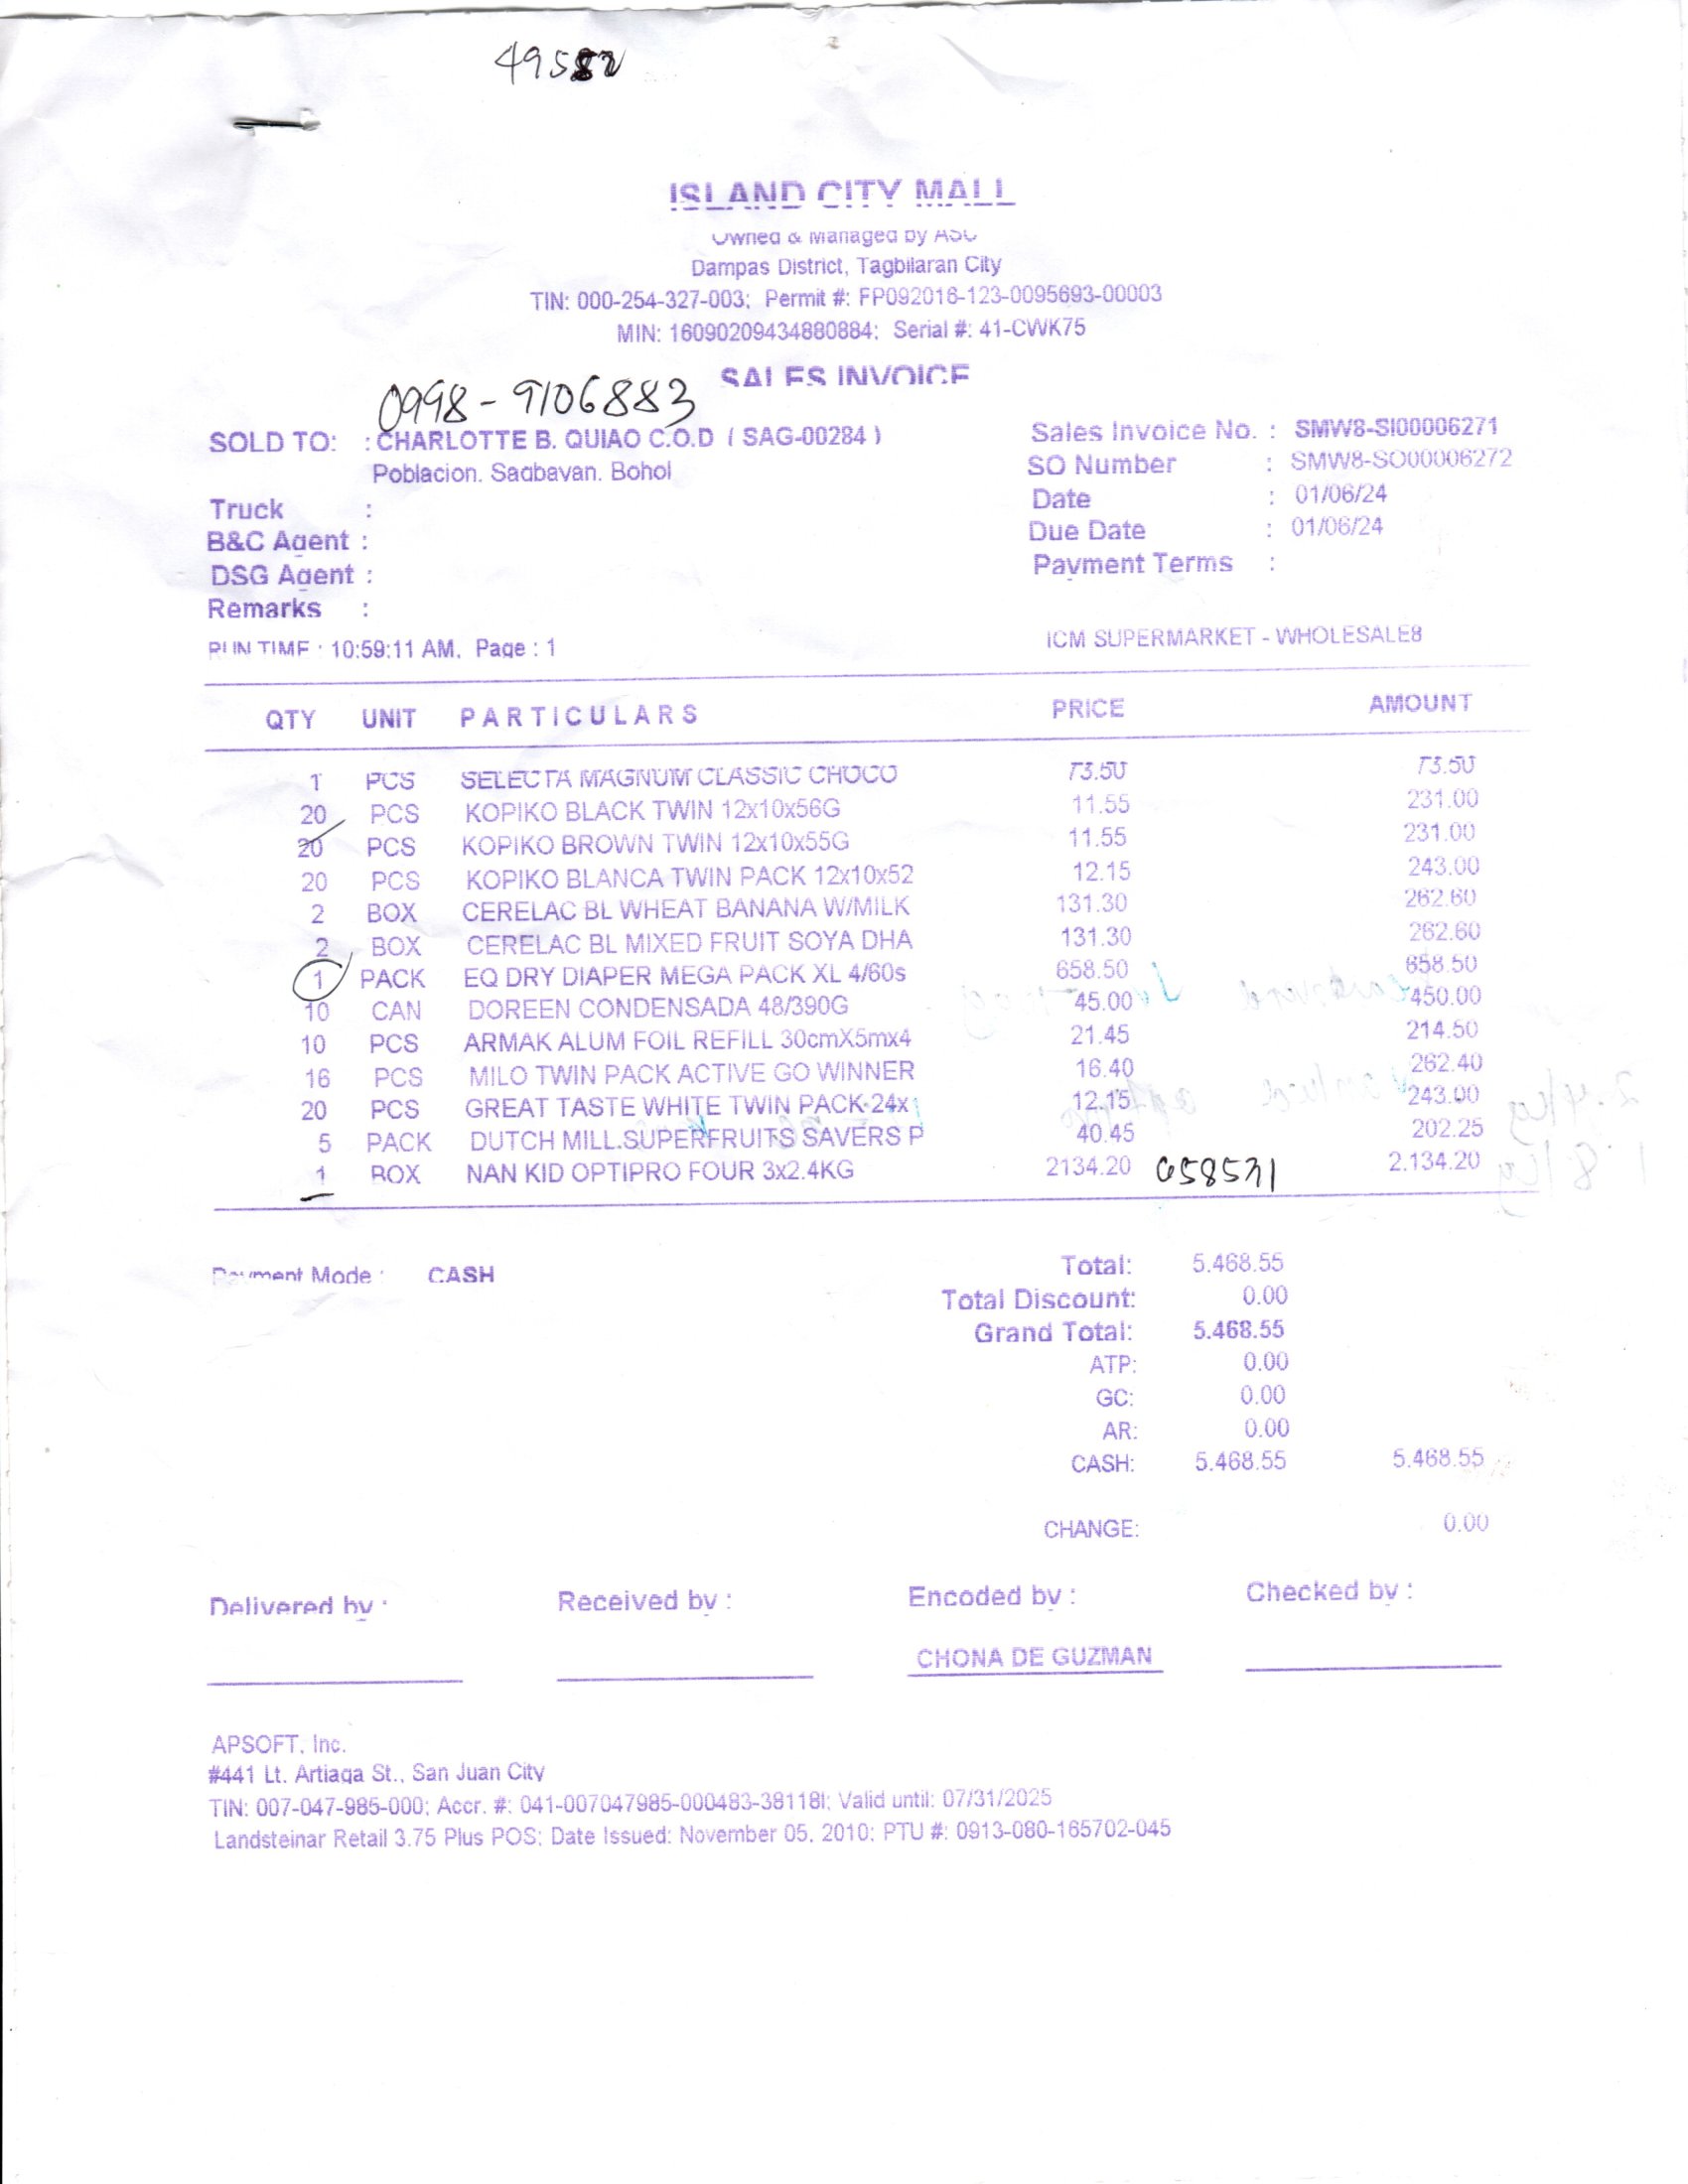 49582
ISLAND CITY MALL
Owned & Managed by ASC
Dampas District, Tagbilaran City
TIN: 000-254-327-003; Permit #: FP092016-123-0095693-00003
MIN: 16090209434880884; Serial #: 41-CWK75
SALES INVOICE
0998-9106883
SOLD TO: : CHARLOTTE B. QUIAO C.O.D ( SAG-00284 )
Poblacion, Sagbayan, Bohol
Truck :
B&C Agent :
DSG Agent :
Remarks :
Sales Invoice No. : SMW8-SI00006271
SO Number : SMW8-SO00006272
Date : 01/06/24
Due Date : 01/06/24
Payment Terms :
RUN TIME : 10:59:11 AM, Page : 1
ICM SUPERMARKET - WHOLESALE8
QTY UNIT PARTICULARS PRICE AMOUNT
1 PCS SELECTA MAGNUM CLASSIC CHOCO 73.50 73.50
20 PCS KOPIKO BLACK TWIN 12x10x56G 11.55 231.00
20 PCS KOPIKO BROWN TWIN 12x10x55G 11.55 231.00
20 PCS KOPIKO BLANCA TWIN PACK 12x10x52 12.15 243.00
2 BOX CERELAC BL WHEAT BANANA W/MILK 131.30 262.60
2 BOX CERELAC BL MIXED FRUIT SOYA DHA 131.30 262.60
1 PACK EQ DRY DIAPER MEGA PACK XL 4/60s 658.50 658.50
10 CAN DOREEN CONDENSADA 48/390G 45.00 450.00
10 PCS ARMAK ALUM FOIL REFILL 30cmX5mx4 21.45 214.50
16 PCS MILO TWIN PACK ACTIVE GO WINNER 16.40 262.40
20 PCS GREAT TASTE WHITE TWIN PACK-24x 12.15 243.00
5 PACK DUTCH MILL.SUPERFRUITS SAVERS P 40.45 202.25
1 BOX NAN KID OPTIPRO FOUR 3x2.4KG 2134.20 058571 2,134.20
Payment Mode : CASH
Total: 5,468.55
Total Discount: 0.00
Grand Total: 5,468.55
ATP: 0.00
GC: 0.00
AR: 0.00
CASH: 5,468.55 5,468.55
CHANGE: 0.00
Delivered by : Received by : Encoded by : Checked by :
CHONA DE GUZMAN
APSOFT, Inc.
#441 Lt. Artiaga St., San Juan City
TIN: 007-047-985-000; Accr. #: 041-007047985-000483-38118I; Valid until: 07/31/2025
Landsteinar Retail 3.75 Plus POS; Date Issued: November 05, 2010; PTU #: 0913-080-165702-045